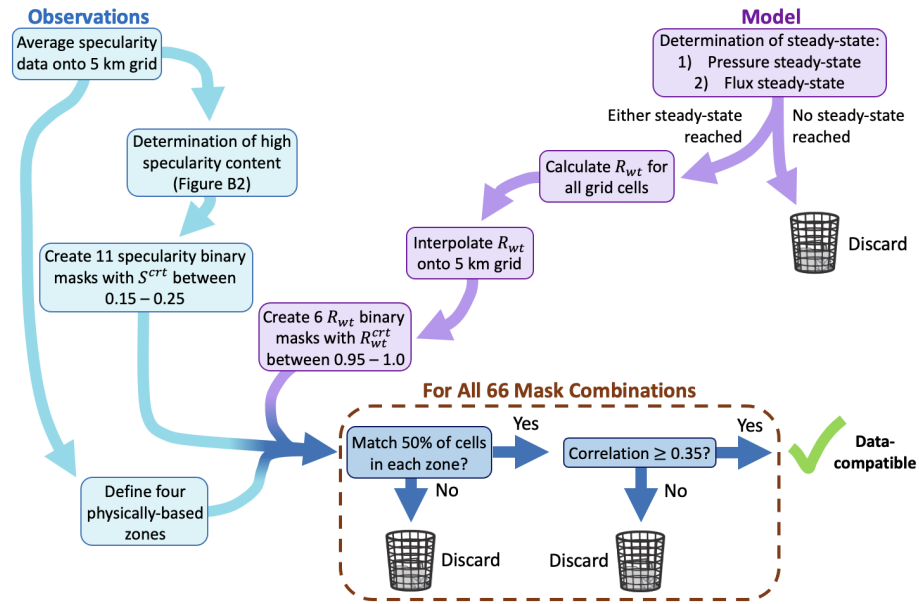 Observations
Average specularity
data onto 5 km grid
Determination of high
specularity content
(Figure B2)
Create 11 specularity binary
masks with S^crt between
0.15 – 0.25
Define four
physically-based
zones
Model
Determination of steady-state:
1) Pressure steady-state
2) Flux steady-state
Either steady-state
reached
No steady-state
reached
Discard
Calculate R_wt for
all grid cells
Interpolate R_wt
onto 5 km grid
Create 6 R_wt binary
masks with R_wt^crt
between 0.95 – 1.0
For All 66 Mask Combinations
Match 50% of cells
in each zone?
Yes
No
Discard
Correlation ≥ 0.35?
Yes
No
Discard
Data-
compatible